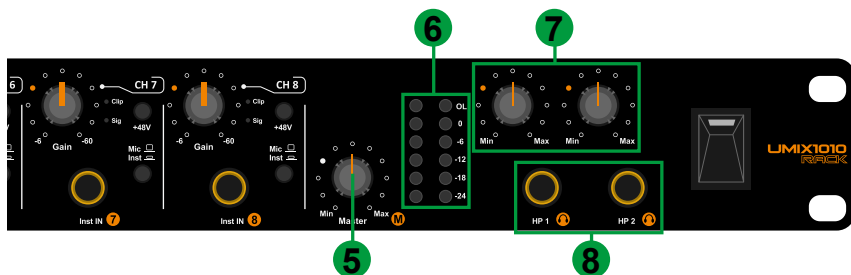 6
7
6
CH 7
CH 8
Clip
Clip
OL
+48V
Sig
+48V
Sig
+48V
0
-6
Gain
-60
-6
Gain
-60
-6
Min
Max
Min
Max
Mic
Inst
Mic
Inst
-12
-18
-24
UMIX1010
RACK
Inst IN 7
Inst IN 8
Min
Master
Max
M
HP 1
HP 2
5
8